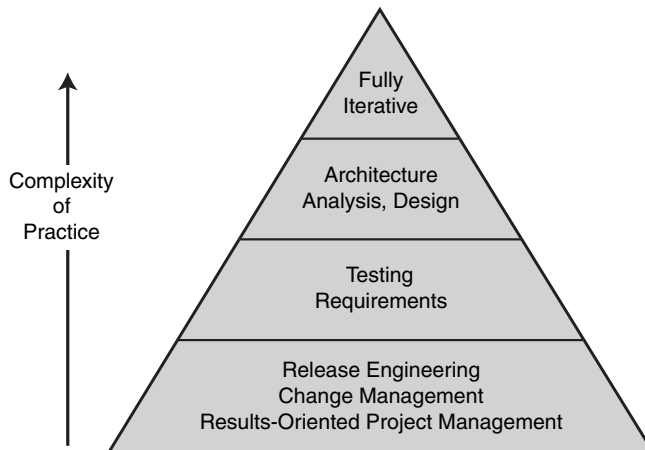 Fully
Iterative
Architecture
Analysis, Design
Complexity
of
Practice
Testing
Requirements
Release Engineering
Change Management
Results-Oriented Project Management